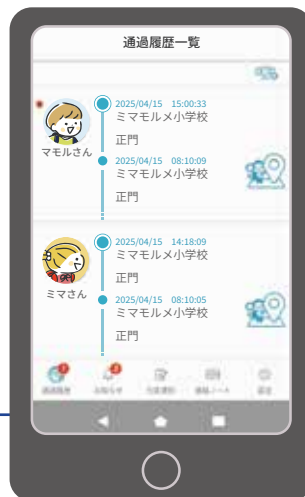 通過履歴一覧
2025/04/15 15:00:33
ミマモルメ小学校
正門
マモルさん
2025/04/15 08:10:09
ミマモルメ小学校
正門
2025/04/15 14:18:09
ミマモルメ小学校
正門
ミマさん
2025/04/15 08:10:05
ミマモルメ小学校
正門